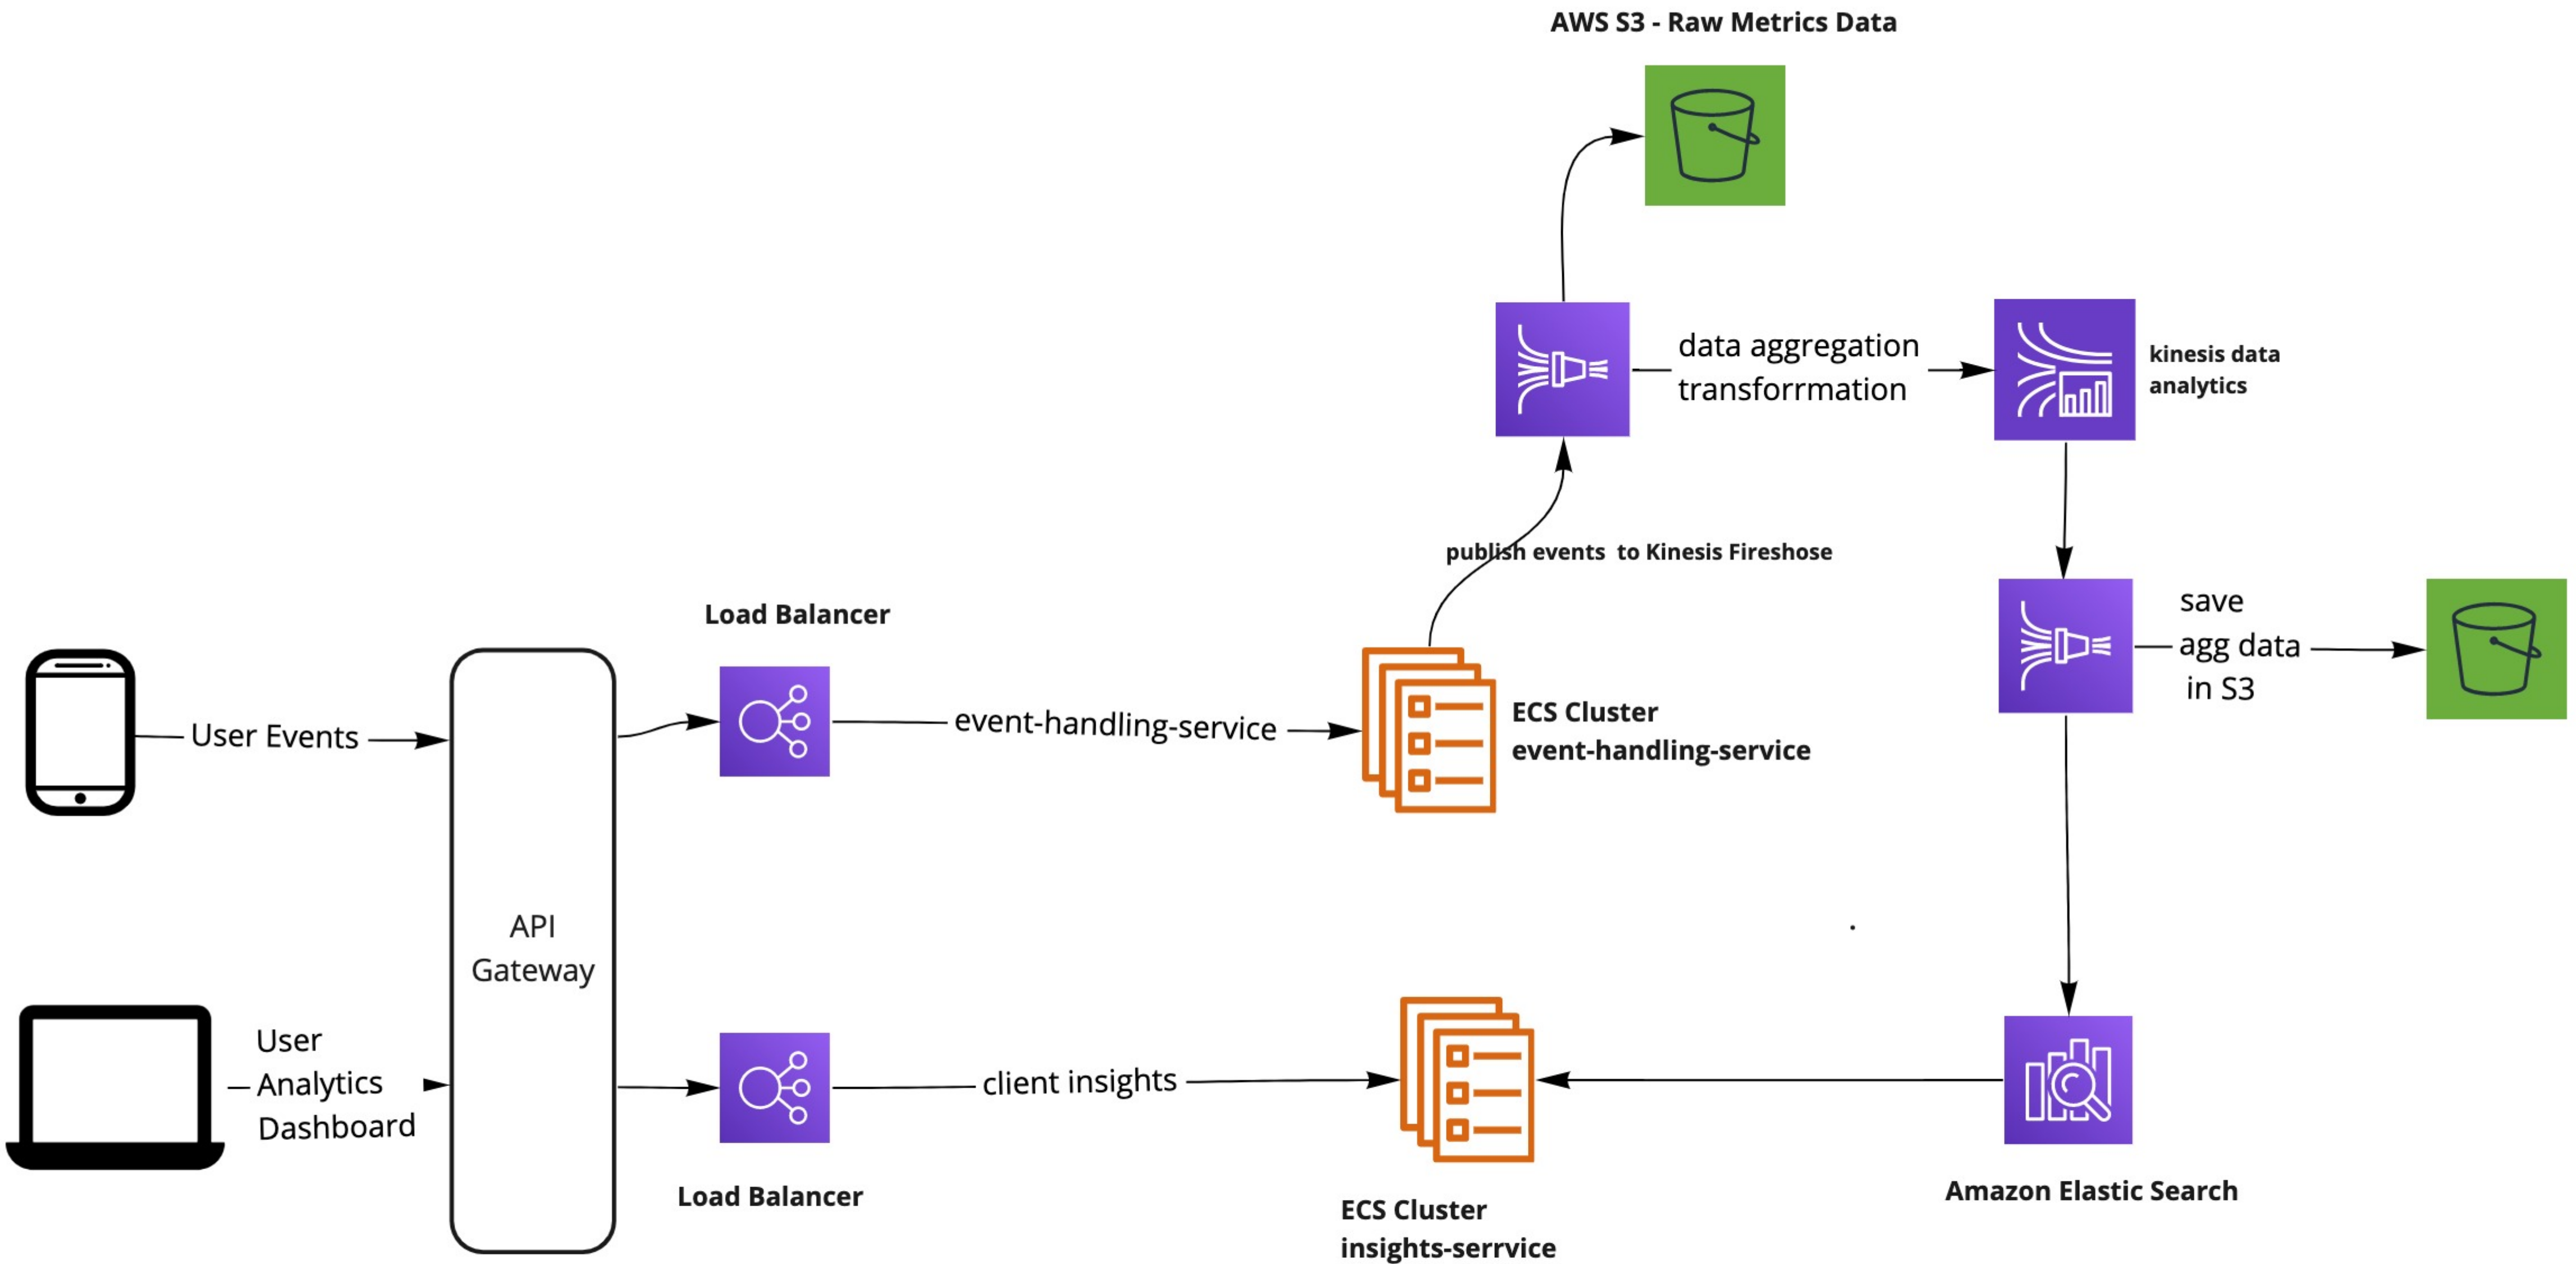 AWS S3 - Raw Metrics Data
data aggregation
transforrmation
kinesis data
analytics
publish events  to Kinesis Fireshose
save
agg data
in S3
Load Balancer
User Events
event-handling-service
ECS Cluster
event-handling-service
API
Gateway
User
Analytics
Dashboard
client insights
Load Balancer
ECS Cluster
insights-serrvice
Amazon Elastic Search